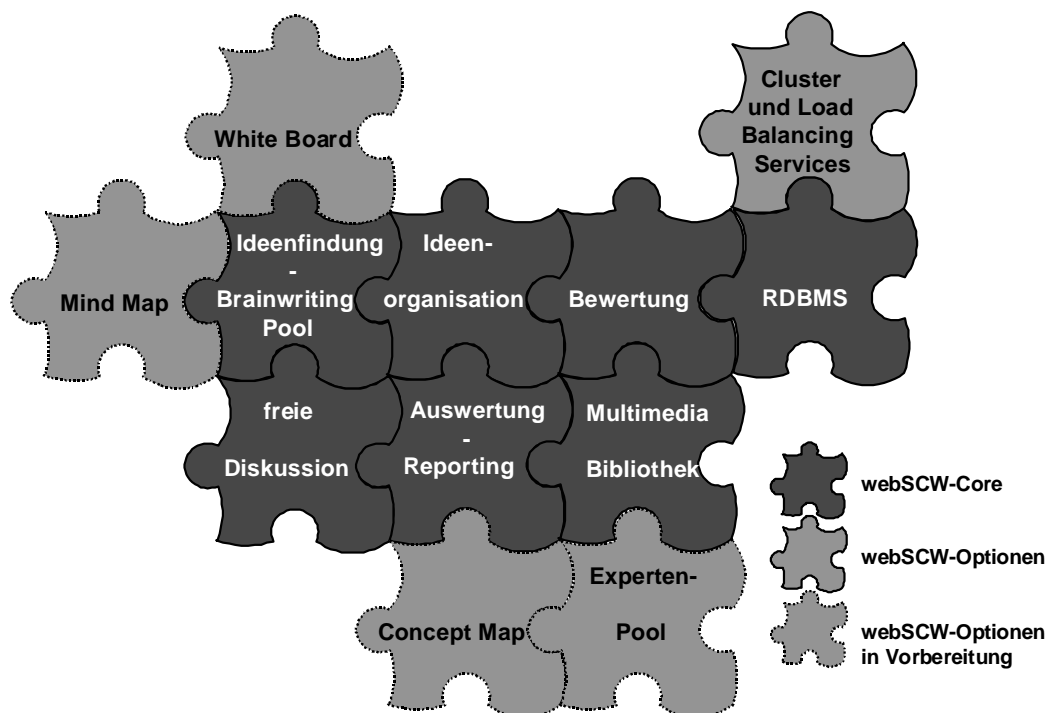 White Board
Cluster
und Load
Balancing
Services
Mind Map
Ideenfindung
-
Brainwriting
Pool
Ideen-
organisation
Bewertung
RDBMS
freie
Diskussion
Auswertung
-
Reporting
Multimedia
Bibliothek
Concept Map
Experten-
Pool
webSCW-Core
webSCW-Optionen
webSCW-Optionen
in Vorbereitung